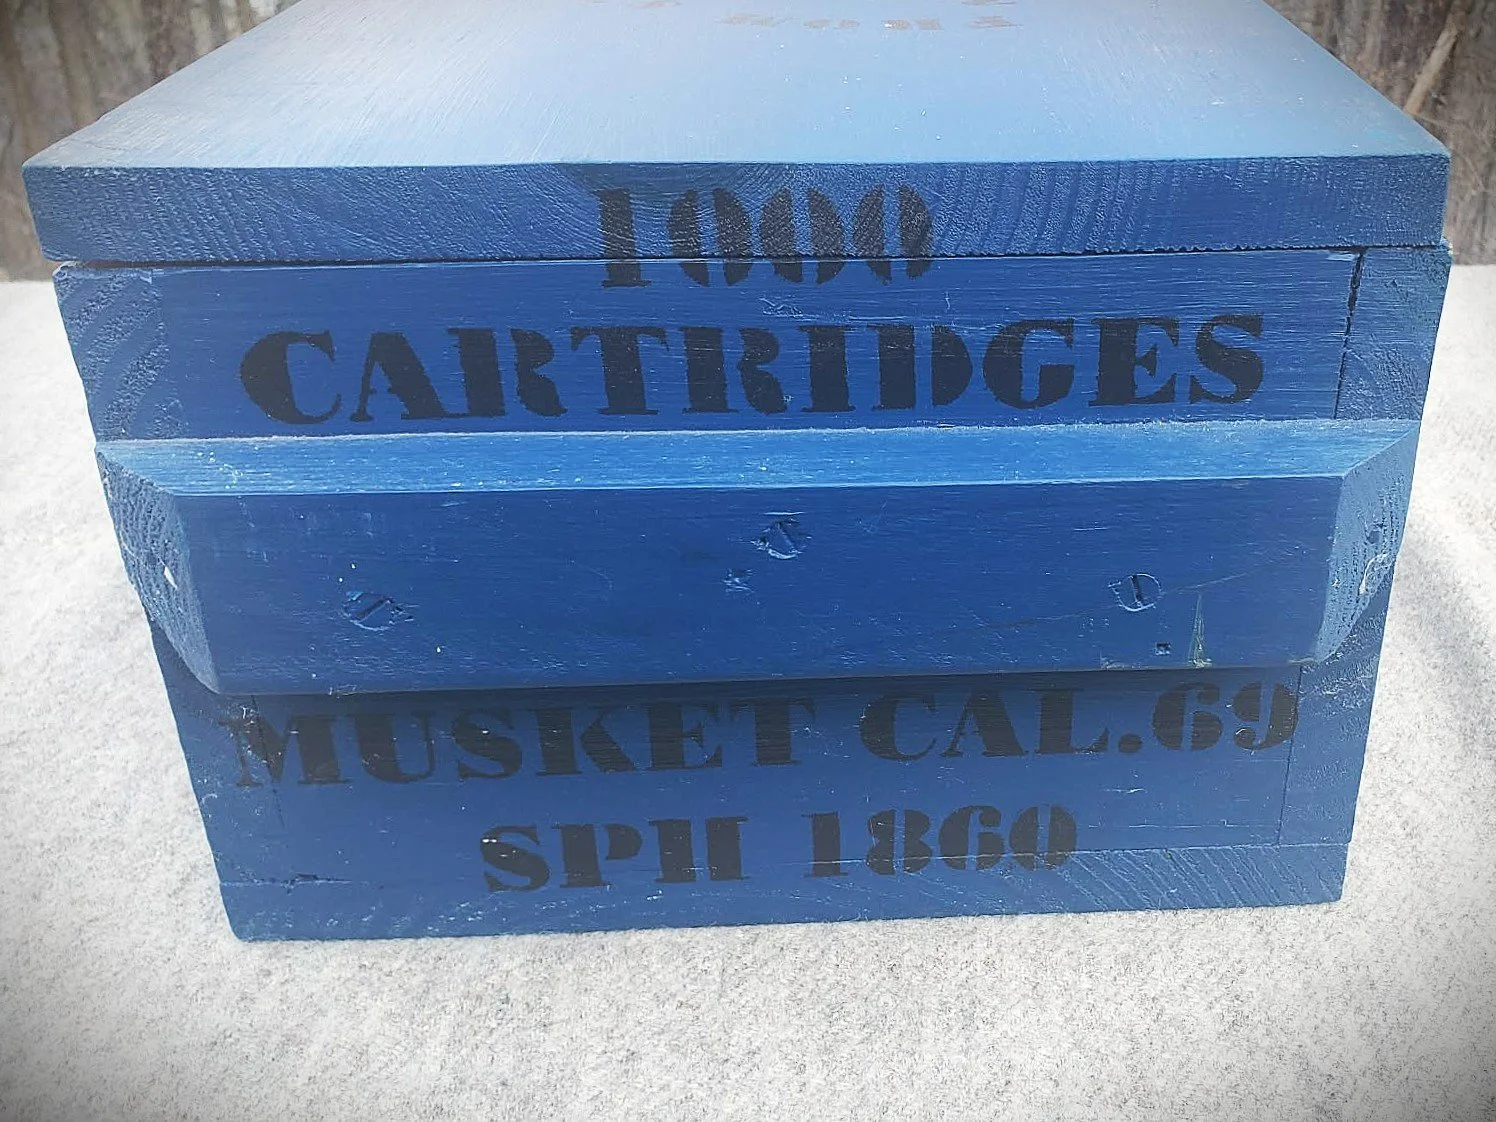 1000
CARTRIDGES
MUSKET CAL.69
SPH 1860